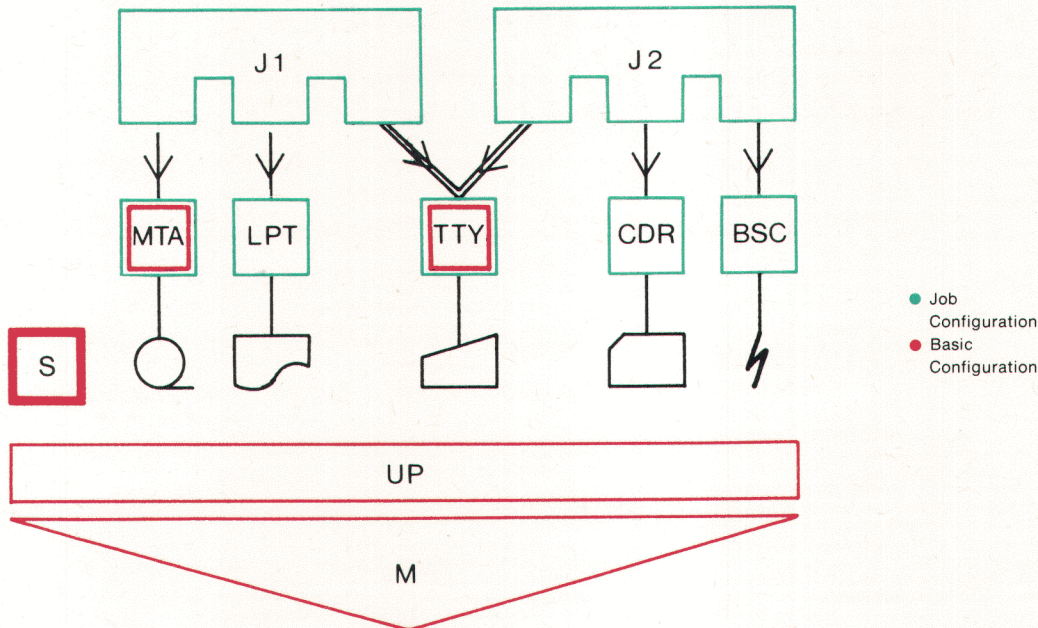 J1
J2
MTA
LPT
TTY
CDR
BSC
S
Job
Configuration
Basic
Configuration
UP
M